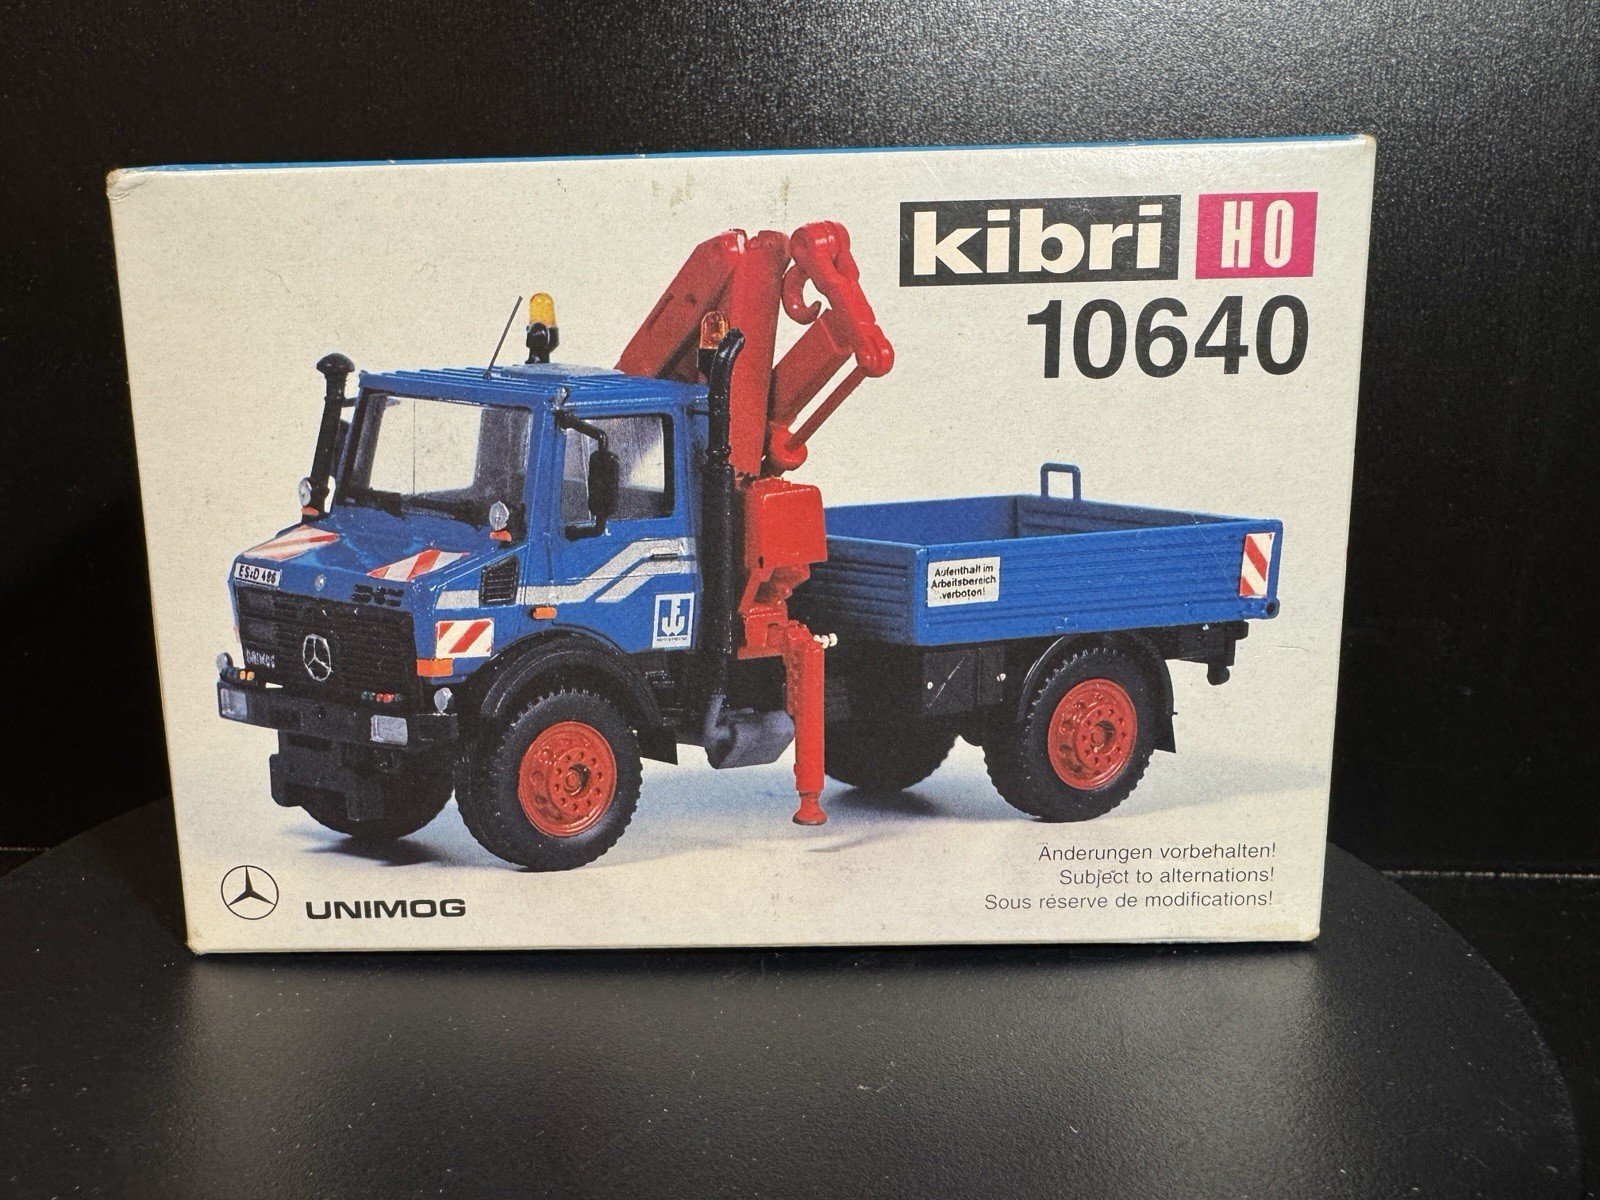 kibri HO
10640
ES:D 486
UNIMOG
Aufenthalt im
Arbeitsbereich
verboten!
Änderungen vorbehalten!
Subject to alternations!
Sous réserve de modifications!
UNIMOG